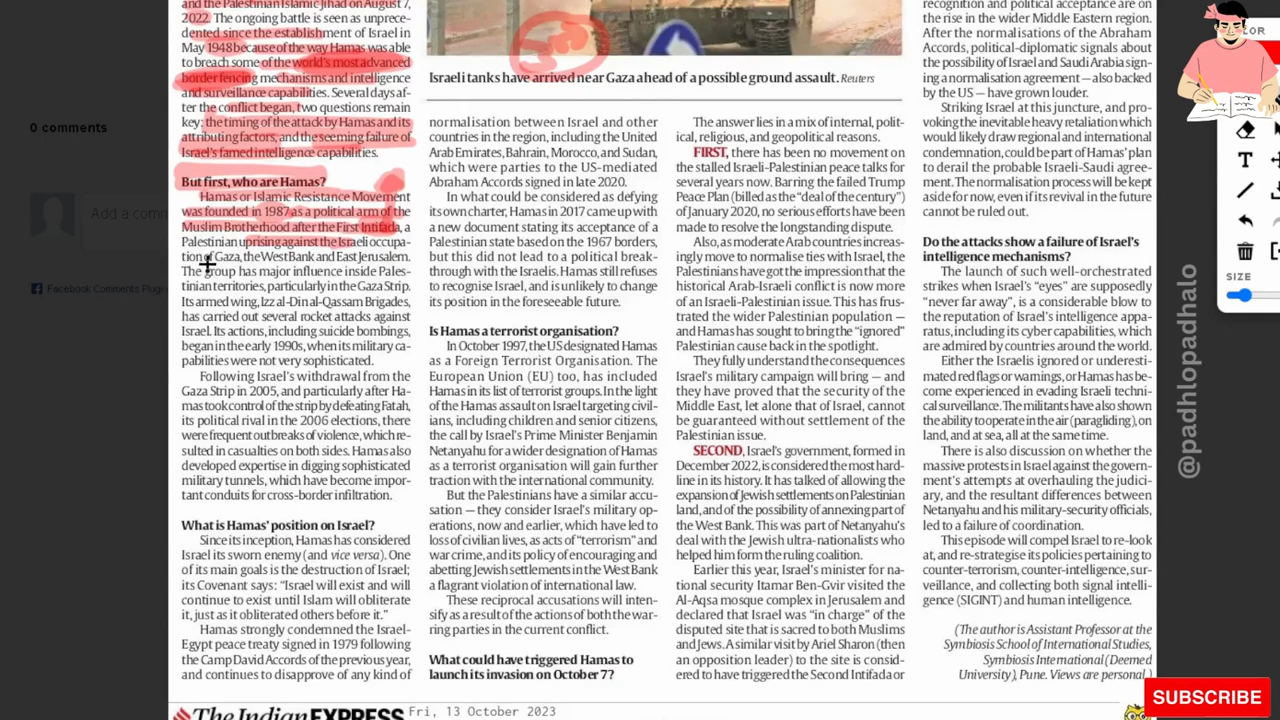 and the Palestinian Islamic Jihad on August 7,
2022. The ongoing battle is seen as unprece-
dented since the establishment of Israel in
May 1948 because of the way Hamas was able
to breach some of the world's most advanced
border fencing mechanisms and intelligence
and surveillance capabilities. Several days af-
ter the conflict began, two questions remain
key: the timing of the attack by Hamas and its
attributing factors, and the seeming failure of
Israel's famed intelligence capabilities.
But first, who are Hamas?
Hamas or Islamic Resistance Movement
was founded in 1987 as a political arm of the
Muslim Brotherhood after the First Intifada, a
Palestinian uprising against the Israeli occupa-
tion of Gaza, the West Bank and East Jerusalem.
The group has major influence inside Pales-
tinian territories, particularly in the Gaza Strip.
Its armed wing, Izz al-Din al-Qassam Brigades,
has carried out several rocket attacks against
Israel. Its actions, including suicide bombings,
began in the early 1990s, when its military ca-
pabilities were not very sophisticated.
Following Israel's withdrawal from the
Gaza Strip in 2005, and particularly after Ha-
mas took control of the strip by defeating Fatah,
its political rival in the 2006 elections, there
were frequent outbreaks of violence, which re-
sulted in casualties on both sides. Hamas also
developed expertise in digging sophisticated
military tunnels, which have become impor-
tant conduits for cross-border infiltration.
What is Hamas' position on Israel?
Since its inception, Hamas has considered
Israel its sworn enemy (and vice versa). One
of its main goals is the destruction of Israel;
its Covenant says: "Israel will exist and will
continue to exist until Islam will obliterate
it, just as it obliterated others before it."
Hamas strongly condemned the Israel-
Egypt peace treaty signed in 1979 following
the Camp David Accords of the previous year,
and continues to disapprove of any kind of
Israeli tanks have arrived near Gaza ahead of a possible ground assault. Reuters
normalisation between Israel and other
countries in the region, including the United
Arab Emirates, Bahrain, Morocco, and Sudan,
which were parties to the US-mediated
Abraham Accords signed in late 2020.
In what could be considered as defying
its own charter, Hamas in 2017 came up with
a new document stating its acceptance of a
Palestinian state based on the 1967 borders,
but this did not lead to a political break-
through with the Israelis. Hamas still refuses
to recognise Israel, and is unlikely to change
its position in the foreseeable future.
Is Hamas a terrorist organisation?
In October 1997, the US designated Hamas
as a Foreign Terrorist Organisation. The
European Union (EU) too, has included
Hamas in its list of terrorist groups. In the light
of the Hamas assault on Israel targeting civil-
ians, including children and senior citizens,
the call by Israel's Prime Minister Benjamin
Netanyahu for a wider designation of Hamas
as a terrorist organisation will gain further
traction with the international community.
But the Palestinians have a similar accu-
sation — they consider Israel's military op-
erations, now and earlier, which have led to
loss of civilian lives, as acts of "terrorism" and
war crime, and its policy of encouraging and
abetting Jewish settlements in the West Bank
a flagrant violation of international law.
These reciprocal accusations will inten-
sify as a result of the actions of both the war-
ring parties in the current conflict.
What could have triggered Hamas to
launch its invasion on October 7?
The answer lies in a mix of internal, polit-
ical, religious, and geopolitical reasons.
FIRST, there has been no movement on
the stalled Israeli-Palestinian peace talks for
several years now. Barring the failed Trump
Peace Plan (billed as the "deal of the century")
of January 2020, no serious efforts have been
made to resolve the longstanding dispute.
Also, as moderate Arab countries increas-
ingly move to normalise ties with Israel, the
Palestinians have got the impression that the
historical Arab-Israeli conflict is now more
of an Israeli-Palestinian issue. This has frus-
trated the wider Palestinian population —
and Hamas has sought to bring the "ignored"
Palestinian cause back in the spotlight.
They fully understand the consequences
Israel's military campaign will bring — and
they have proved that the security of the
Middle East, let alone that of Israel, cannot
be guaranteed without settlement of the
Palestinian issue.
SECOND, Israel's government, formed in
December 2022, is considered the most hard-
line in its history. It has talked of allowing the
expansion of Jewish settlements on Palestinian
land, and of the possibility of annexing part of
the West Bank. This was part of Netanyahu's
deal with the Jewish ultra-nationalists who
helped him form the ruling coalition.
Earlier this year, Israel's minister for na-
tional security Itamar Ben-Gvir visited the
Al-Aqsa mosque complex in Jerusalem and
declared that Israel was "in charge" of the
disputed site that is sacred to both Muslims
and Jews. A similar visit by Ariel Sharon (then
an opposition leader) to the site is consid-
ered to have triggered the Second Intifada or
recognition and political acceptance are on
the rise in the wider Middle Eastern region.
After the normalisations of the Abraham
Accords, political-diplomatic signals about
the possibility of Israel and Saudi Arabia sign-
ing a normalisation agreement — also backed
by the US — have grown louder.
Striking Israel at this juncture, and pro-
voking the inevitable heavy retaliation which
would likely draw regional and international
condemnation, could be part of Hamas' plan
to derail the probable Israeli-Saudi agree-
ment. The normalisation process will be kept
aside for now, even if its revival in the future
cannot be ruled out.
Do the attacks show a failure of Israel's
intelligence mechanisms?
The launch of such well-orchestrated
strikes when Israel's "eyes" are supposedly
"never far away", is a considerable blow to
the reputation of Israel's intelligence appa-
ratus, including its cyber capabilities, which
are admired by countries around the world.
Either the Israelis ignored or underesti-
mated red flags or warnings, or Hamas has be-
come experienced in evading Israeli techni-
cal surveillance. The militants have also shown
the ability to operate in the air (paragliding), on
land, and at sea, all at the same time.
There is also discussion on whether the
massive protests in Israel against the govern-
ment's attempts at overhauling the judici-
ary, and the resultant differences between
Netanyahu and his military-security officials,
led to a failure of coordination.
This episode will compel Israel to re-look
at, and re-strategise its policies pertaining to
counter-terrorism, counter-intelligence, sur-
veillance, and collecting both signal intelli-
gence (SIGINT) and human intelligence.
(The author is Assistant Professor at the
Symbiosis School of International Studies,
Symbiosis International (Deemed
University), Pune. Views are personal.)
The Indian EXPRESS
Fri, 13 October 2023
0 comments
Add a comm
Facebook Comments Plugi
OR
T
SIZE
@padhlopadhalo
SUBSCRIBE